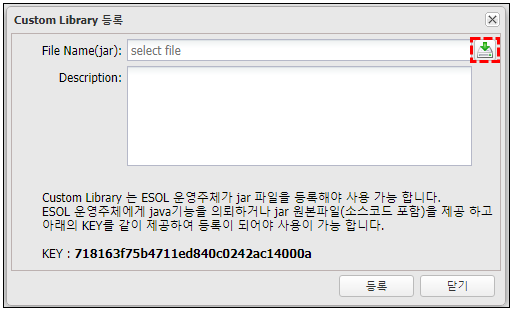 Custom Library 등록
File Name(jar): select file
Description:
Custom Library 는 ESOL 운영주체가 jar 파일을 등록해야 사용 가능 합니다.
ESOL 운영주체에게 java기능을 의뢰하거나 jar 원본파일(소스코드 포함)을 제공 하고
아래의 KEY를 같이 제공하여 등록이 되어야 사용이 가능 합니다.
KEY : 718163f75b4711ed840c0242ac14000a
등록 닫기